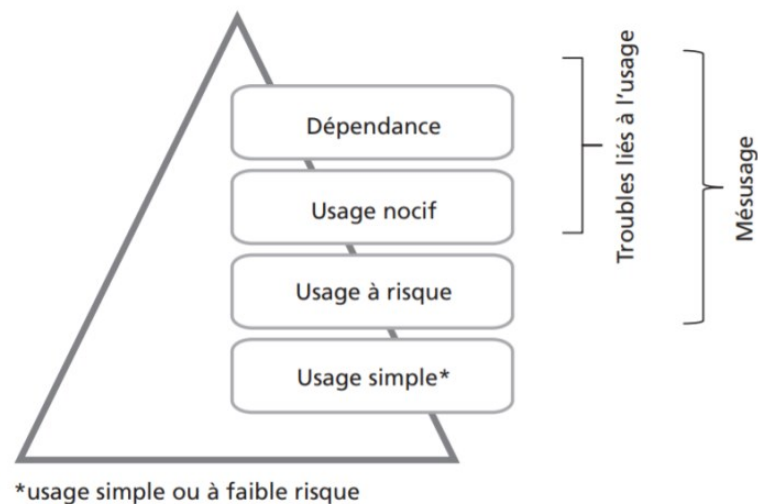 Dépendance
Usage nocif
Usage à risque
Usage simple*
Troubles liés à l'usage
Mésusage
*usage simple ou à faible risque